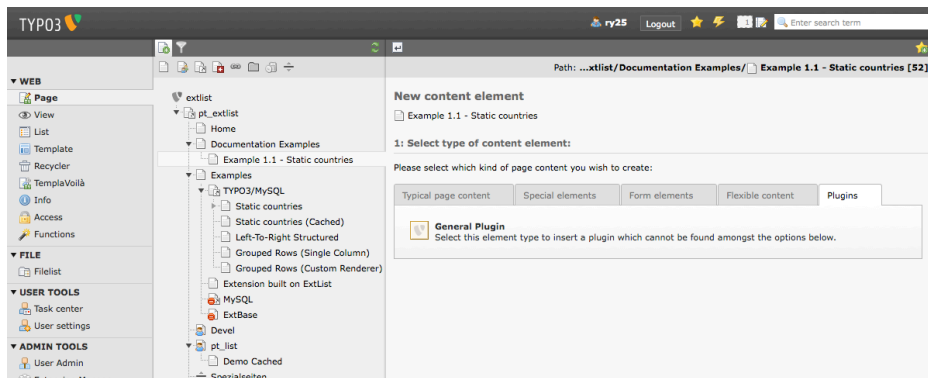 TYPO3
ry25
Logout
1
Enter search term
Path: ...xtlist/Documentation Examples/ Example 1.1 - Static countries [52]
WEB
Page
View
List
Template
Recycler
TemplaVoilà
Info
Access
Functions
FILE
Filelist
USER TOOLS
Task center
User settings
ADMIN TOOLS
User Admin
extlist
pt_extlist
Home
Documentation Examples
Example 1.1 - Static countries
Examples
TYPO3/MySQL
Static countries
Static countries (Cached)
Left-To-Right Structured
Grouped Rows (Single Column)
Grouped Rows (Custom Renderer)
Extension built on ExtList
MySQL
ExtBase
Devel
pt_list
Demo Cached
Spezialseiten
New content element
Example 1.1 - Static countries
1: Select type of content element:
Please select which kind of page content you wish to create:
Typical page content
Special elements
Form elements
Flexible content
Plugins
General Plugin
Select this element type to insert a plugin which cannot be found amongst the options below.